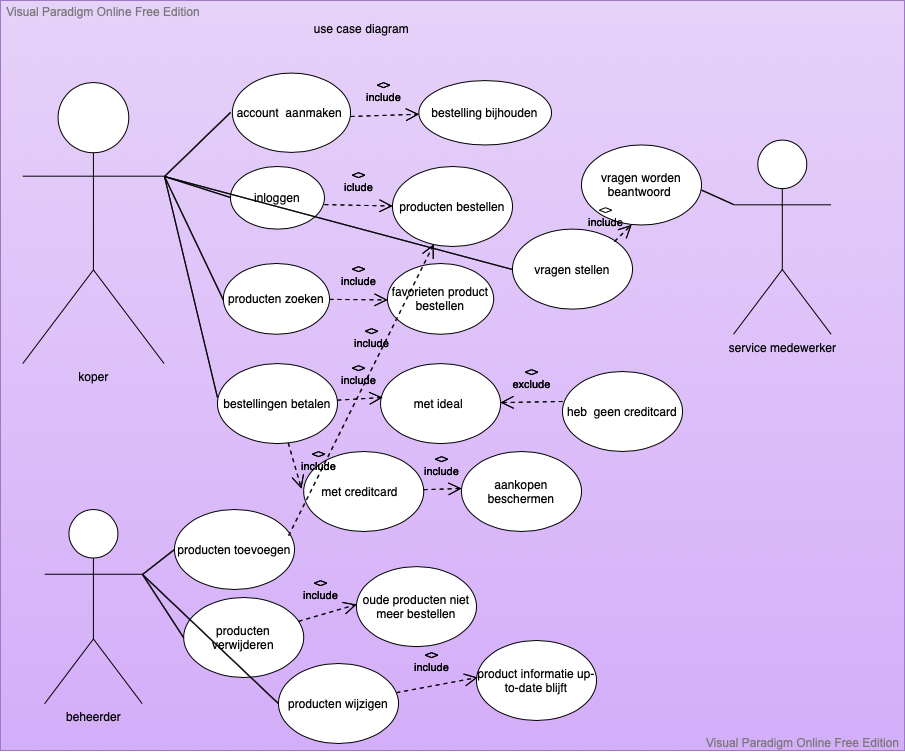 Visual Paradigm Online Free Edition
use case diagram
account aanmaken
<>
include
bestelling bijhouden
inloggen
<>
iclude
producten bestellen
vragen worden
beantwoord
<>
include
vragen stellen
service medewerker
koper
producten zoeken
<>
include
favorieten product
bestellen
<>
include
bestellingen betalen
<>
include
met ideal
<>
exclude
heb geen creditcard
<>
include
met creditcard
<>
include
aankopen
beschermen
producten toevoegen
producten
verwijderen
<>
include
oude producten niet
meer bestellen
producten wijzigen
<>
include
product informatie up-
to-date blijft
beheerder
Visual Paradigm Online Free Edition